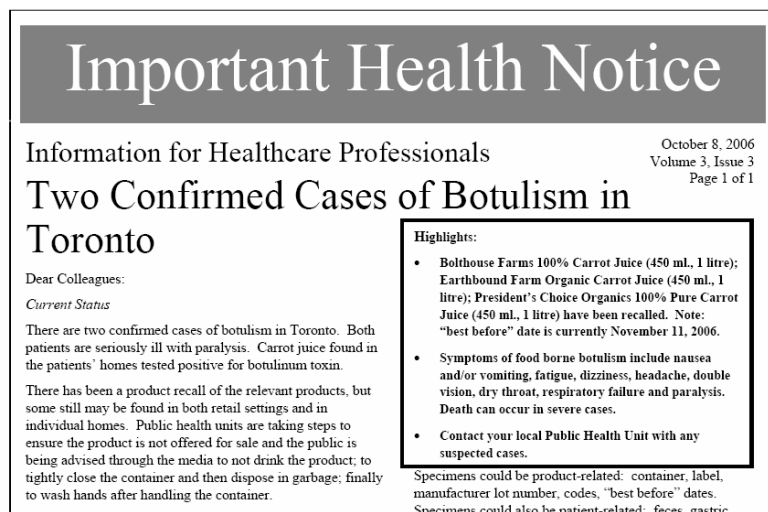 Important Health Notice
October 8, 2006
Volume 3, Issue 3
Page 1 of 1
Information for Healthcare Professionals
Two Confirmed Cases of Botulism in
Toronto
Dear Colleagues:
Current Status
There are two confirmed cases of botulism in Toronto. Both
patients are seriously ill with paralysis. Carrot juice found in
the patients' homes tested positive for botulinum toxin.
There has been a product recall of the relevant products, but
some still may be found in both retail settings and in
individual homes. Public health units are taking steps to
ensure the product is not offered for sale and the public is
being advised through the media to not drink the product; to
tightly close the container and then dispose in garbage; finally
to wash hands after handling the container.
Highlights:
• Bolthouse Farms 100% Carrot Juice (450 ml., 1 litre);
Earthbound Farm Organic Carrot Juice (450 ml., 1
litre); President's Choice Organics 100% Pure Carrot
Juice (450 ml., 1 litre) have been recalled. Note:
"best before" date is currently November 11, 2006.
• Symptoms of food borne botulism include nausea
and/or vomiting, fatigue, dizziness, headache, double
vision, dry throat, respiratory failure and paralysis.
Death can occur in severe cases.
• Contact your local Public Health Unit with any
suspected cases.
Specimens could be product-related: container, label,
manufacturer lot number, codes, "best before" dates.
Specimens could also be patient-related: feces, gastric